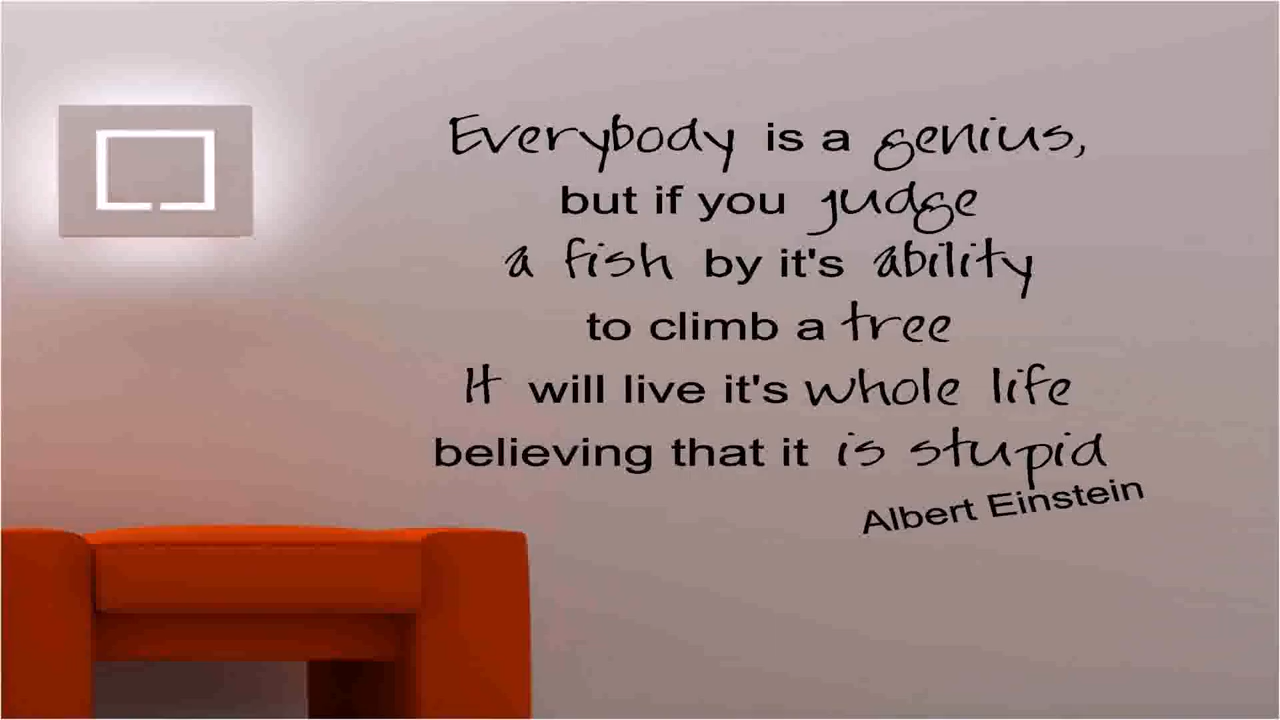 Everybody is a genius,
but if you judge
a fish by it's ability
to climb a tree
It will live it's whole life
believing that it is stupid
Albert Einstein